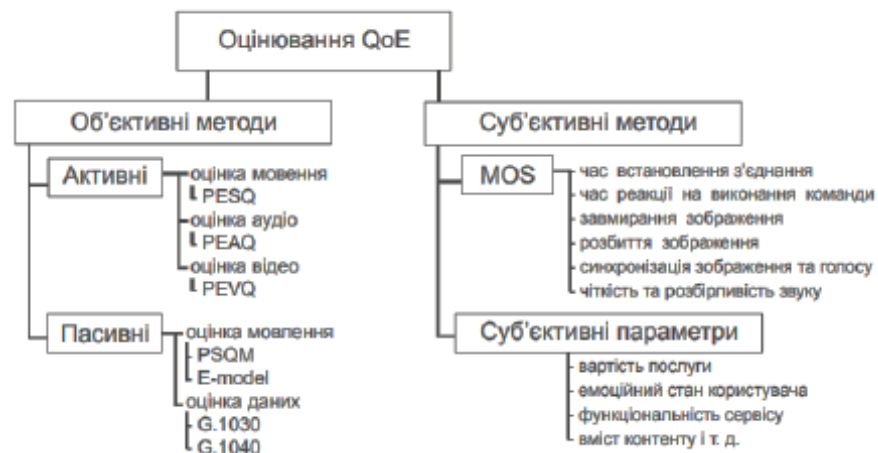 Оцінювання QoE
Об'єктивні методи
Активні
оцінка мовення
PESQ
оцінка аудіо
PEAQ
оцінка відео
PEVQ
Пасивні
оцінка мовлення
PSQM
E-model
оцінка даних
G.1030
G.1040
Суб'єктивні методи
MOS
час встановлення з'єднання
час реакції на виконання команди
завмирання зображення
розбиття зображення
синхронізація зображення та голосу
чіткість та розбірливість звуку
Суб'єктивні параметри
вартість послуги
емоційний стан користувача
функціональність сервісу
вміст контенту і т. д.